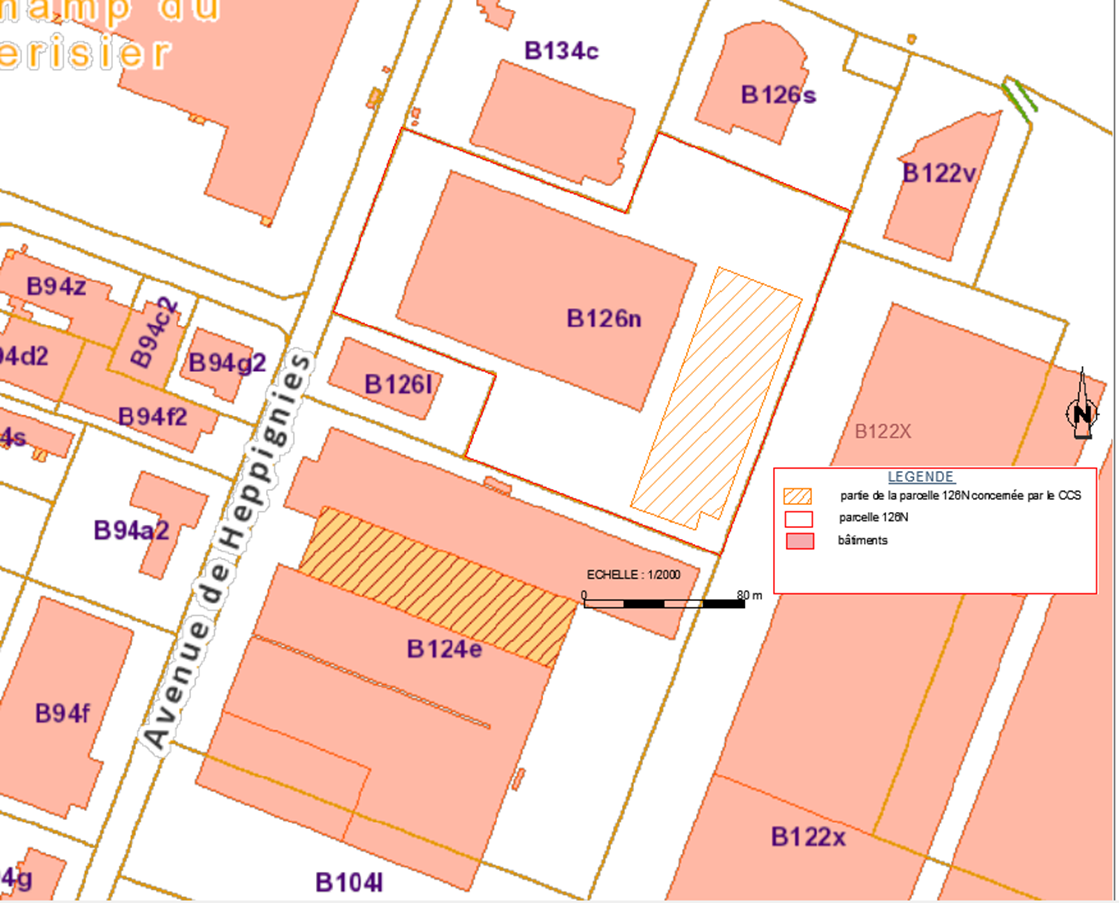 hamp du
erisier
B134c
B126s
B122v
B94z
B94c2
B126n
94d2
B94g2
B126l
B94f2
4s
B122X
N
LEGENDE
partie de la parcelle 126N concernée par le CCS
parcelle 126N
bâtiments
B94a2
Avenue de Heppignies
ECHELLE : 1/2000
0
80 m
B124e
B94f
B122x
4g
B104l